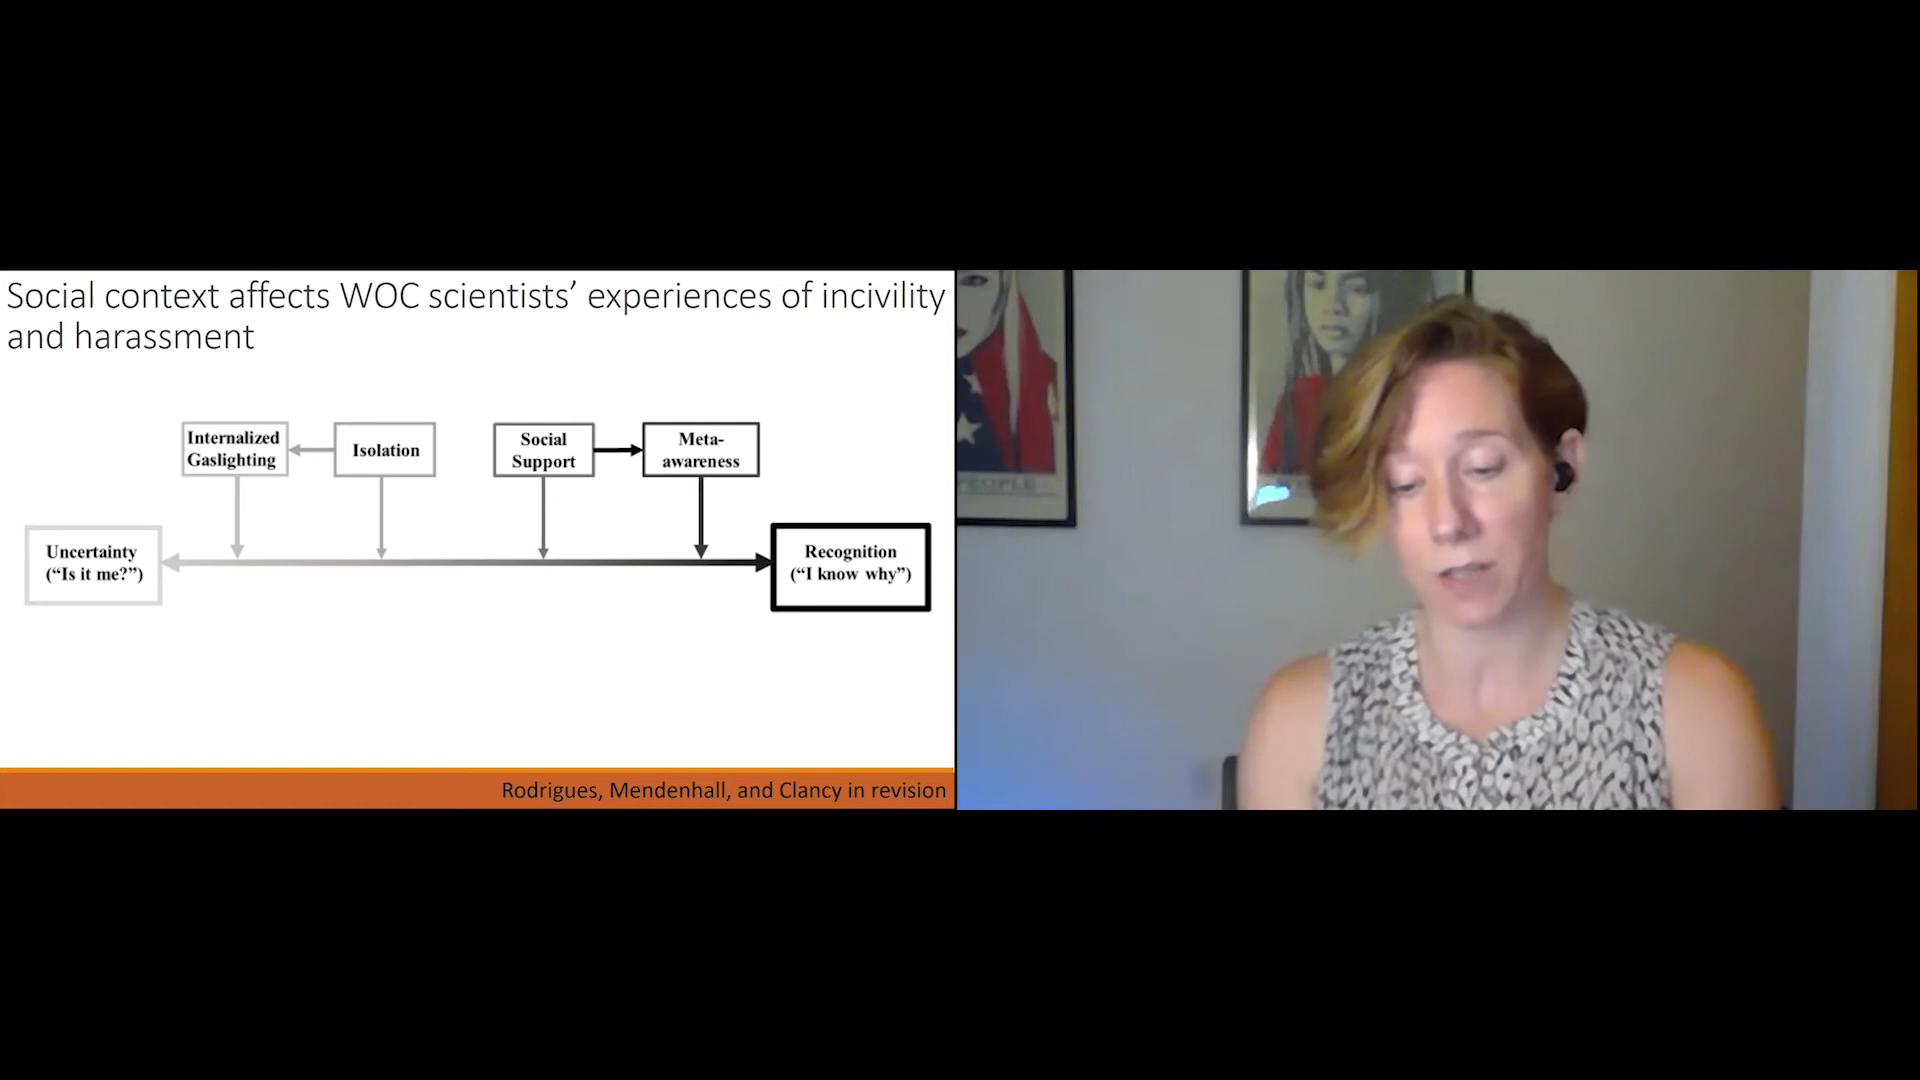 Social context affects WOC scientists’ experiences of incivility
and harassment
Internalized
Gaslighting
Isolation
Social
Support
Meta-
awareness
Uncertainty
(“Is it me?”)
Recognition
(“I know why”)
Rodrigues, Mendenhall, and Clancy in revision
PEOPLE